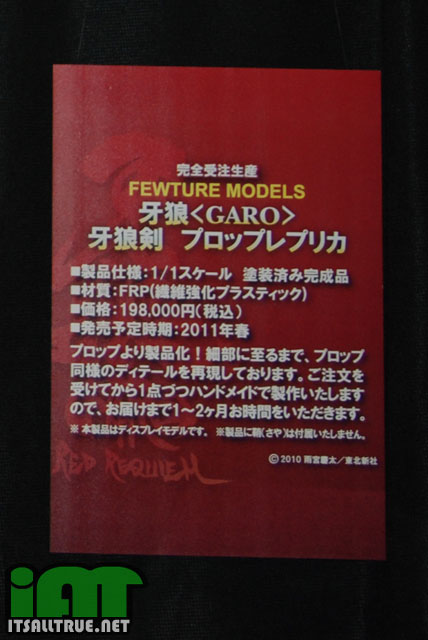 完全受注生産
FEWTURE MODELS
牙狼<GARO>
牙狼剣 プロップレプリカ
■製品仕様：1/1スケール 塗装済み完成品
■材質：FRP(繊維強化プラスティック)
■価格：198,000円(税込)
■発売予定時期：2011年春
プロップより製品化！細部に至るまで、プロップ
同様のディテールを再現しております。ご注文を
受けてから1点づつハンドメイドで製作いたします
ので、お届けまで1～2ヶ月お時間をいただきます。
※ 本製品はディスプレイモデルです。 ※製品に鞘(さや)は付属いたしません。
RED REQUIEM
©2010 雨宮慶太／東北新社
iAT
ITSALLTRUE.NET